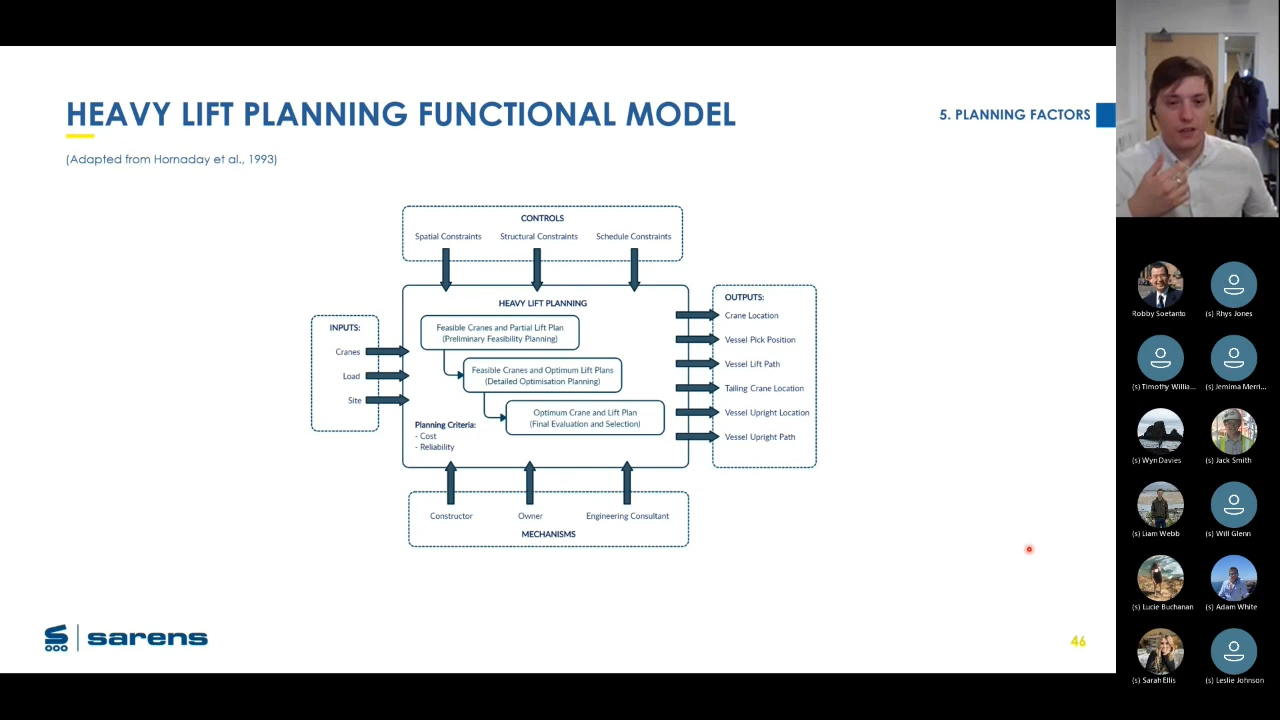 HEAVY LIFT PLANNING FUNCTIONAL MODEL
5. PLANNING FACTORS
(Adapted from Hornaday et al., 1993)
CONTROLS
Spatial Constraints
Structural Constraints
Schedule Constraints
INPUTS:
Cranes
Load
Site
HEAVY LIFT PLANNING
Feasible Cranes and Partial Lift Plan
(Preliminary Feasibility Planning)
Feasible Cranes and Optimum Lift Plans
(Detailed Optimisation Planning)
Optimum Crane and Lift Plan
(Final Evaluation and Selection)
Planning Criteria:
- Cost
- Reliability
OUTPUTS:
Crane Location
Vessel Pick Position
Vessel Lift Path
Tailing Crane Location
Vessel Upright Location
Vessel Upright Path
Constructor
Owner
Engineering Consultant
MECHANISMS
sarens
46
Robby Soetanto
(s) Rhys Jones
(s) Timothy Willia...
(s) Jemima Merri...
(s) Wyn Davies
(s) Jack Smith
(s) Liam Webb
(s) Will Glenn
(s) Lucie Buchanan
(s) Adam White
(s) Sarah Ellis
(s) Leslie Johnson